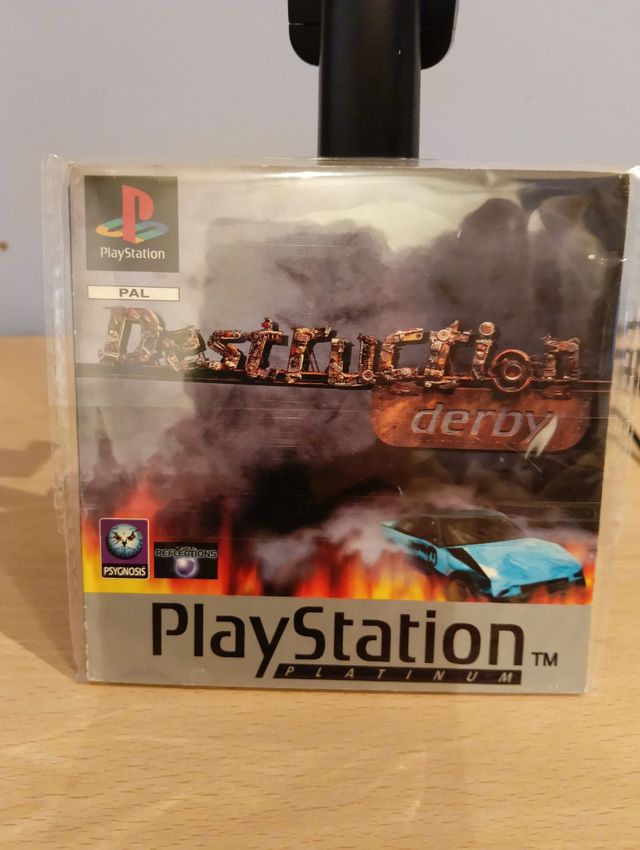 PlayStation
PAL
Destruction
derby
PSYGNOSIS
REFLECTIONS
PlayStation™
PLATINUM